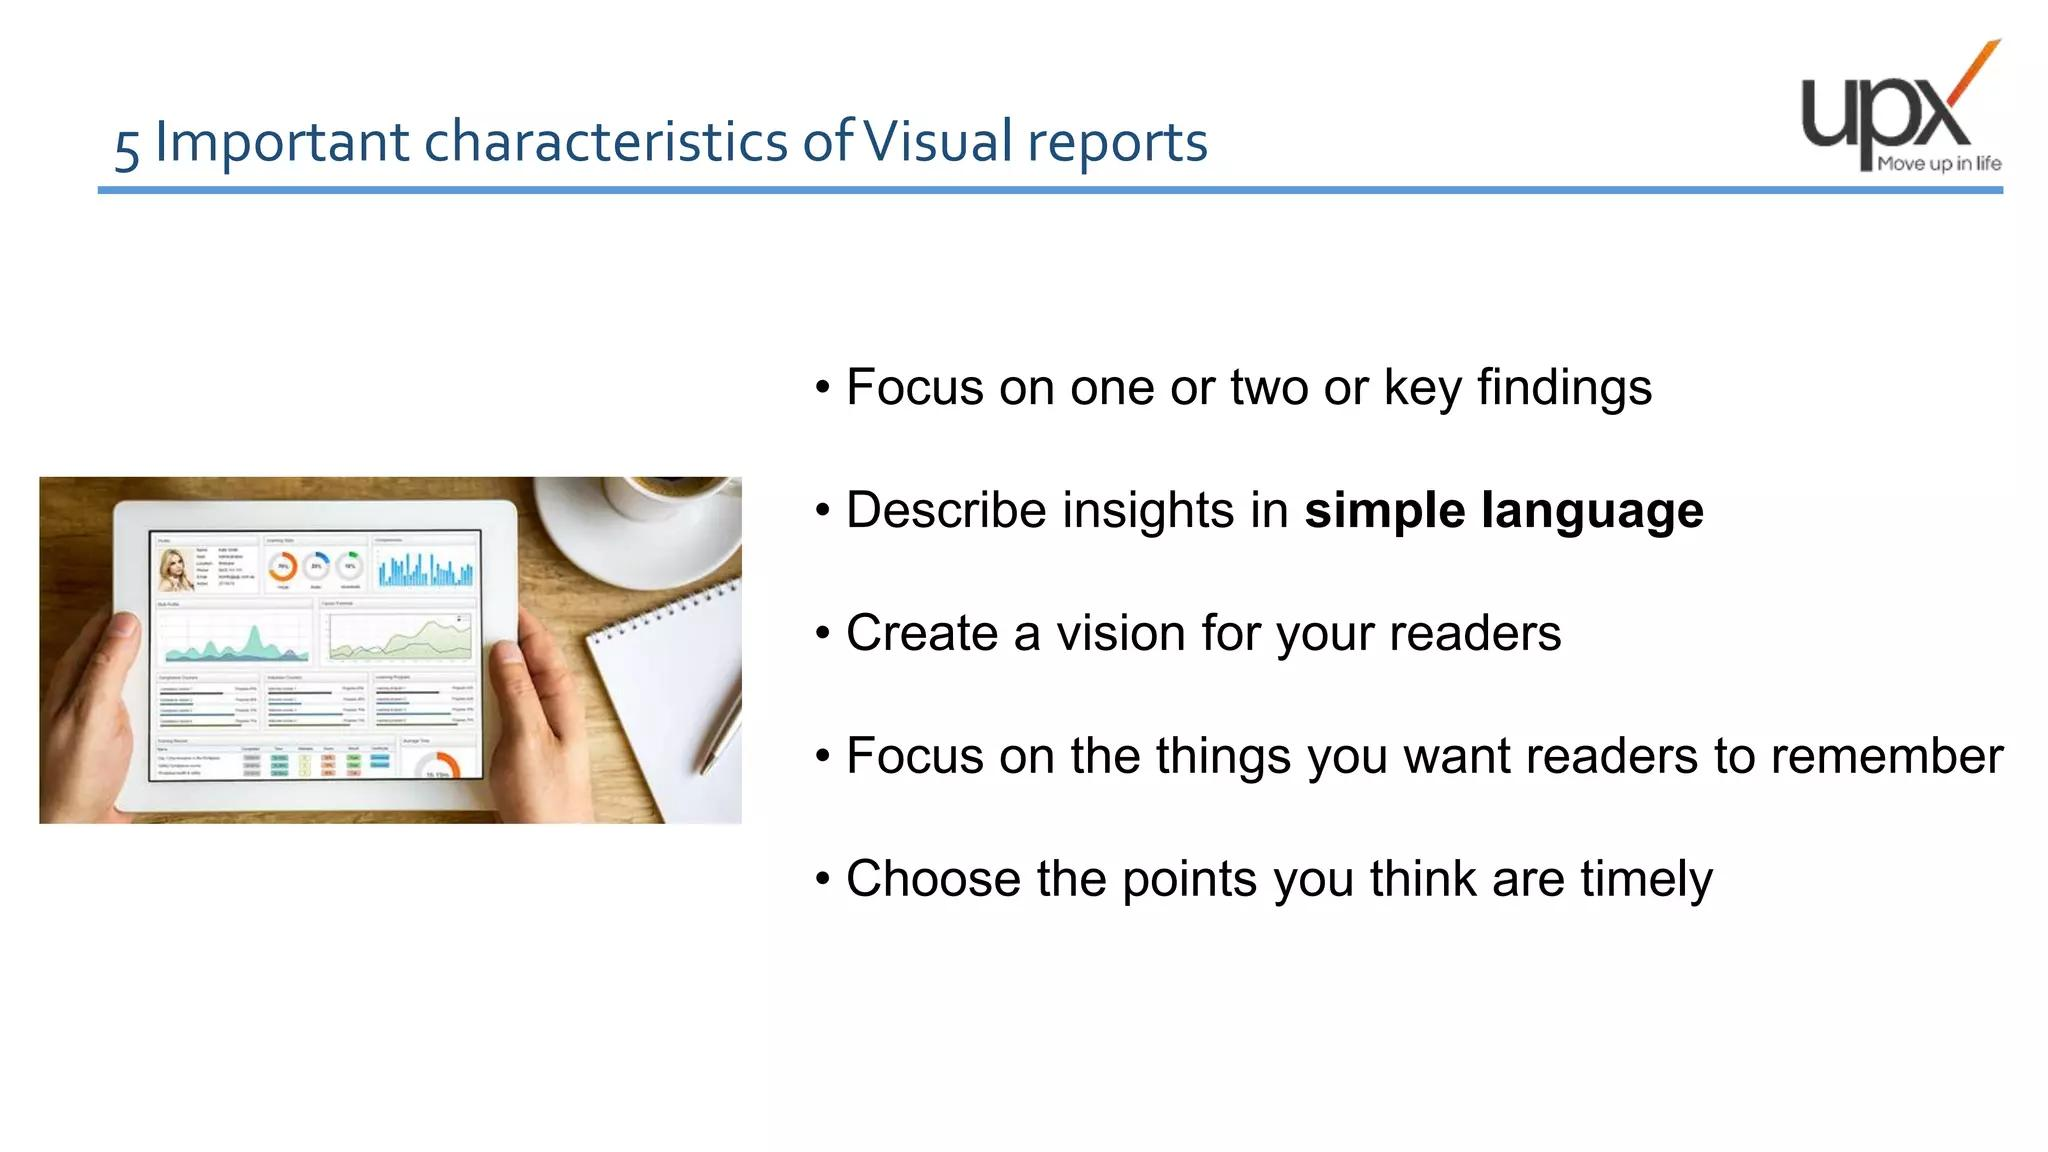 5 Important characteristics of Visual reports
upx
Move up in life
• Focus on one or two or key findings
• Describe insights in simple language
• Create a vision for your readers
• Focus on the things you want readers to remember
• Choose the points you think are timely